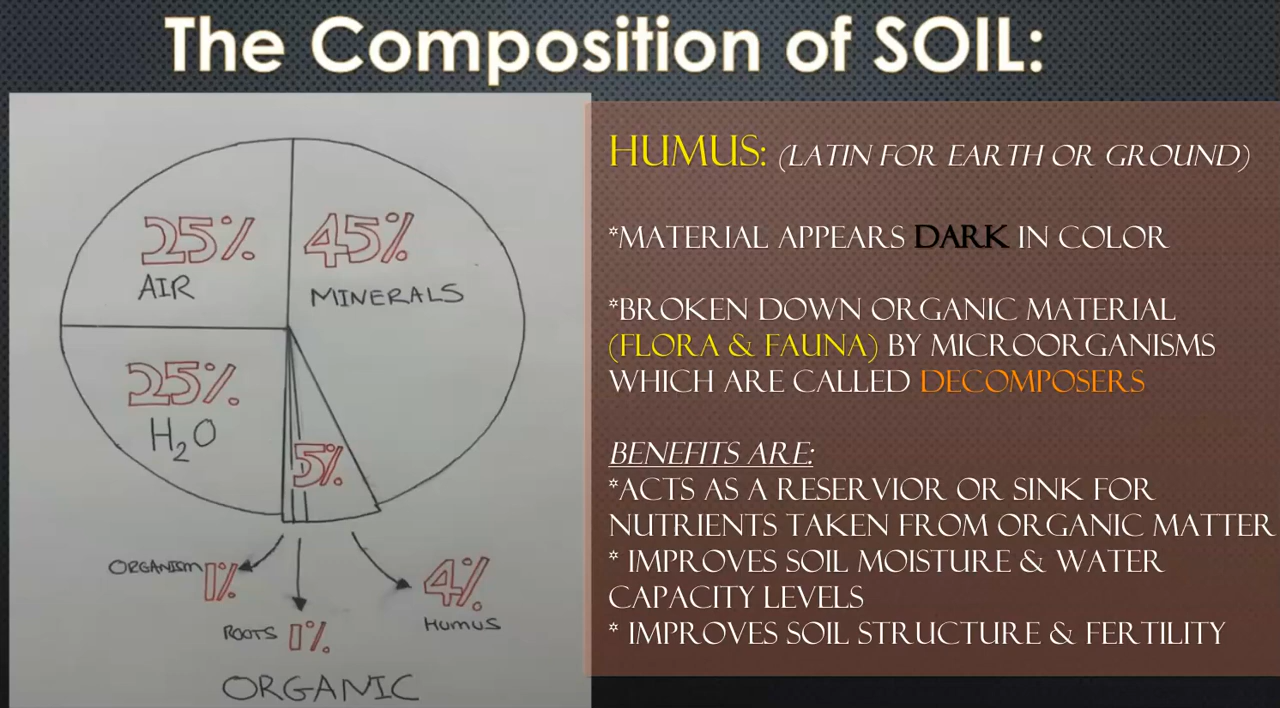 The Composition of SOIL:
25%
AIR
45%
MINERALS
25%
H₂O
5%
ORGANISM 1%
ROOTS 1%
4%
HUMUS
ORGANIC
HUMUS: (LATIN FOR EARTH OR GROUND)
*MATERIAL APPEARS DARK IN COLOR
*BROKEN DOWN ORGANIC MATERIAL
(FLORA & FAUNA) BY MICROORGANISMS
WHICH ARE CALLED DECOMPOSERS
BENEFITS ARE:
*ACTS AS A RESERVIOR OR SINK FOR
NUTRIENTS TAKEN FROM ORGANIC MATTER
* IMPROVES SOIL MOISTURE & WATER
CAPACITY LEVELS
* IMPROVES SOIL STRUCTURE & FERTILITY